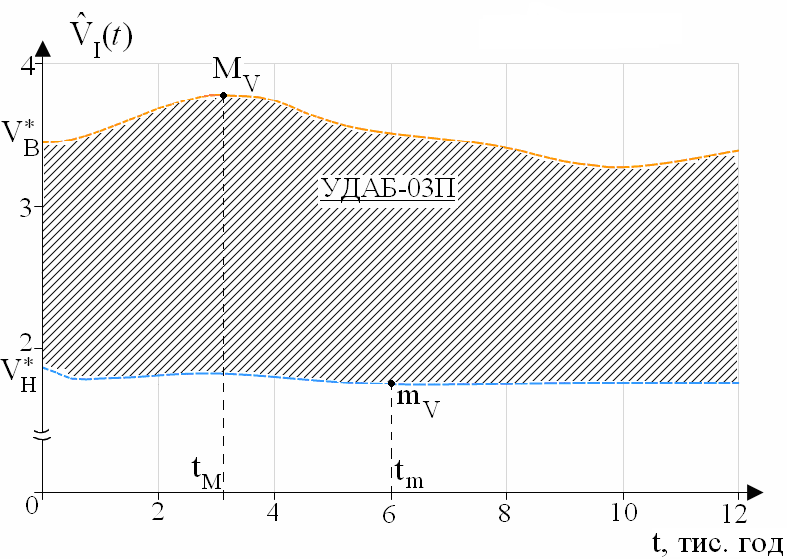 V̂I(t)
4
MV
V*B
УДАБ-03П
3
2
V*H
mV
tM
tm
0
2
4
6
8
10
12
t, тис. год